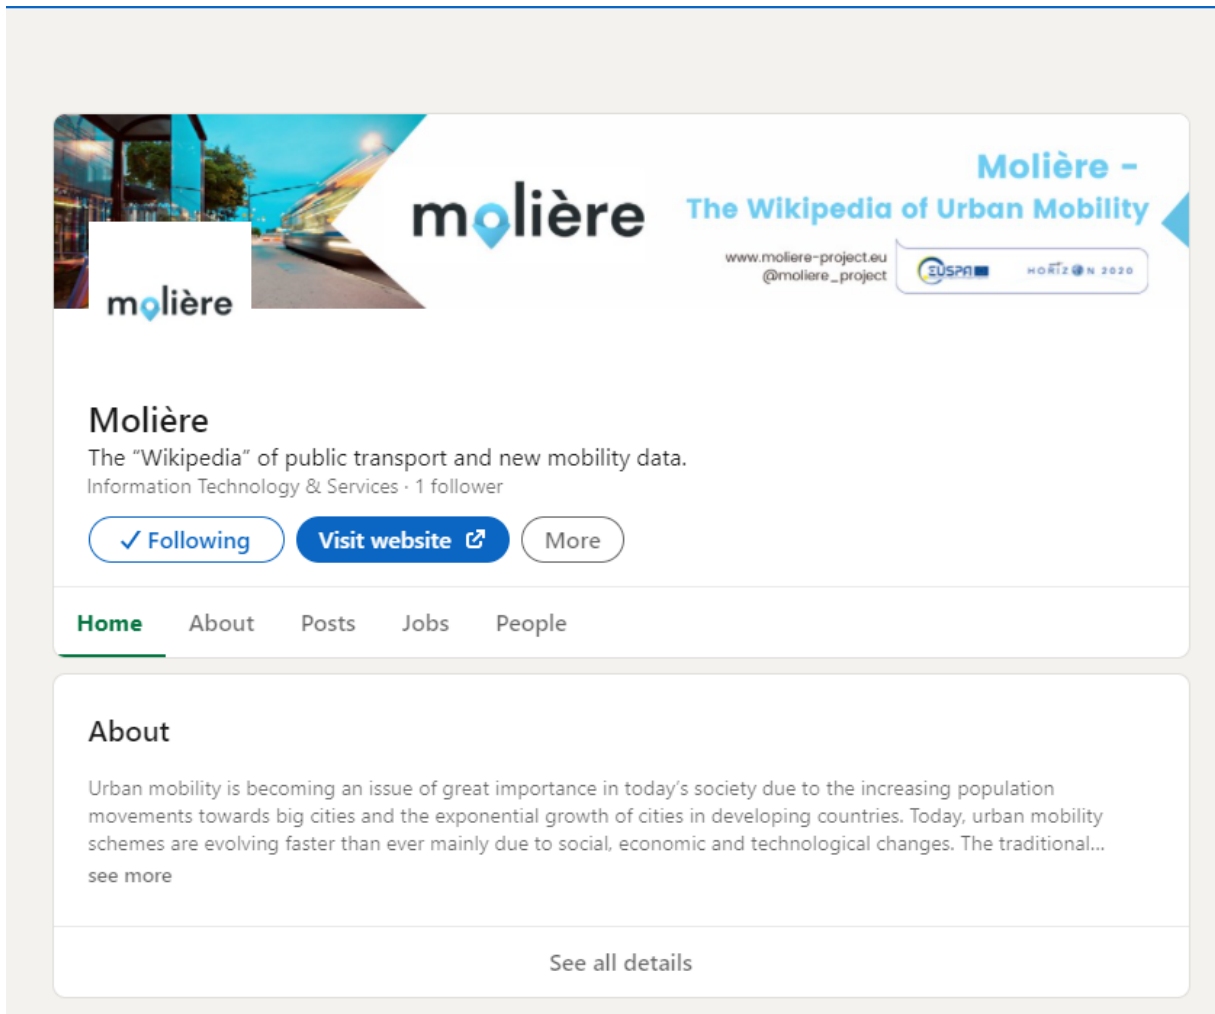 molière
Molière -
The Wikipedia of Urban Mobility
www.moliere-project.eu
@moliere_project
EUSPA
HORIZON 2020
molière
Molière
The “Wikipedia” of public transport and new mobility data.
Information Technology & Services · 1 follower
Following
Visit website
More
Home About Posts Jobs People
About
Urban mobility is becoming an issue of great importance in today’s society due to the increasing population
movements towards big cities and the exponential growth of cities in developing countries. Today, urban mobility
schemes are evolving faster than ever mainly due to social, economic and technological changes. The traditional...
see more
See all details